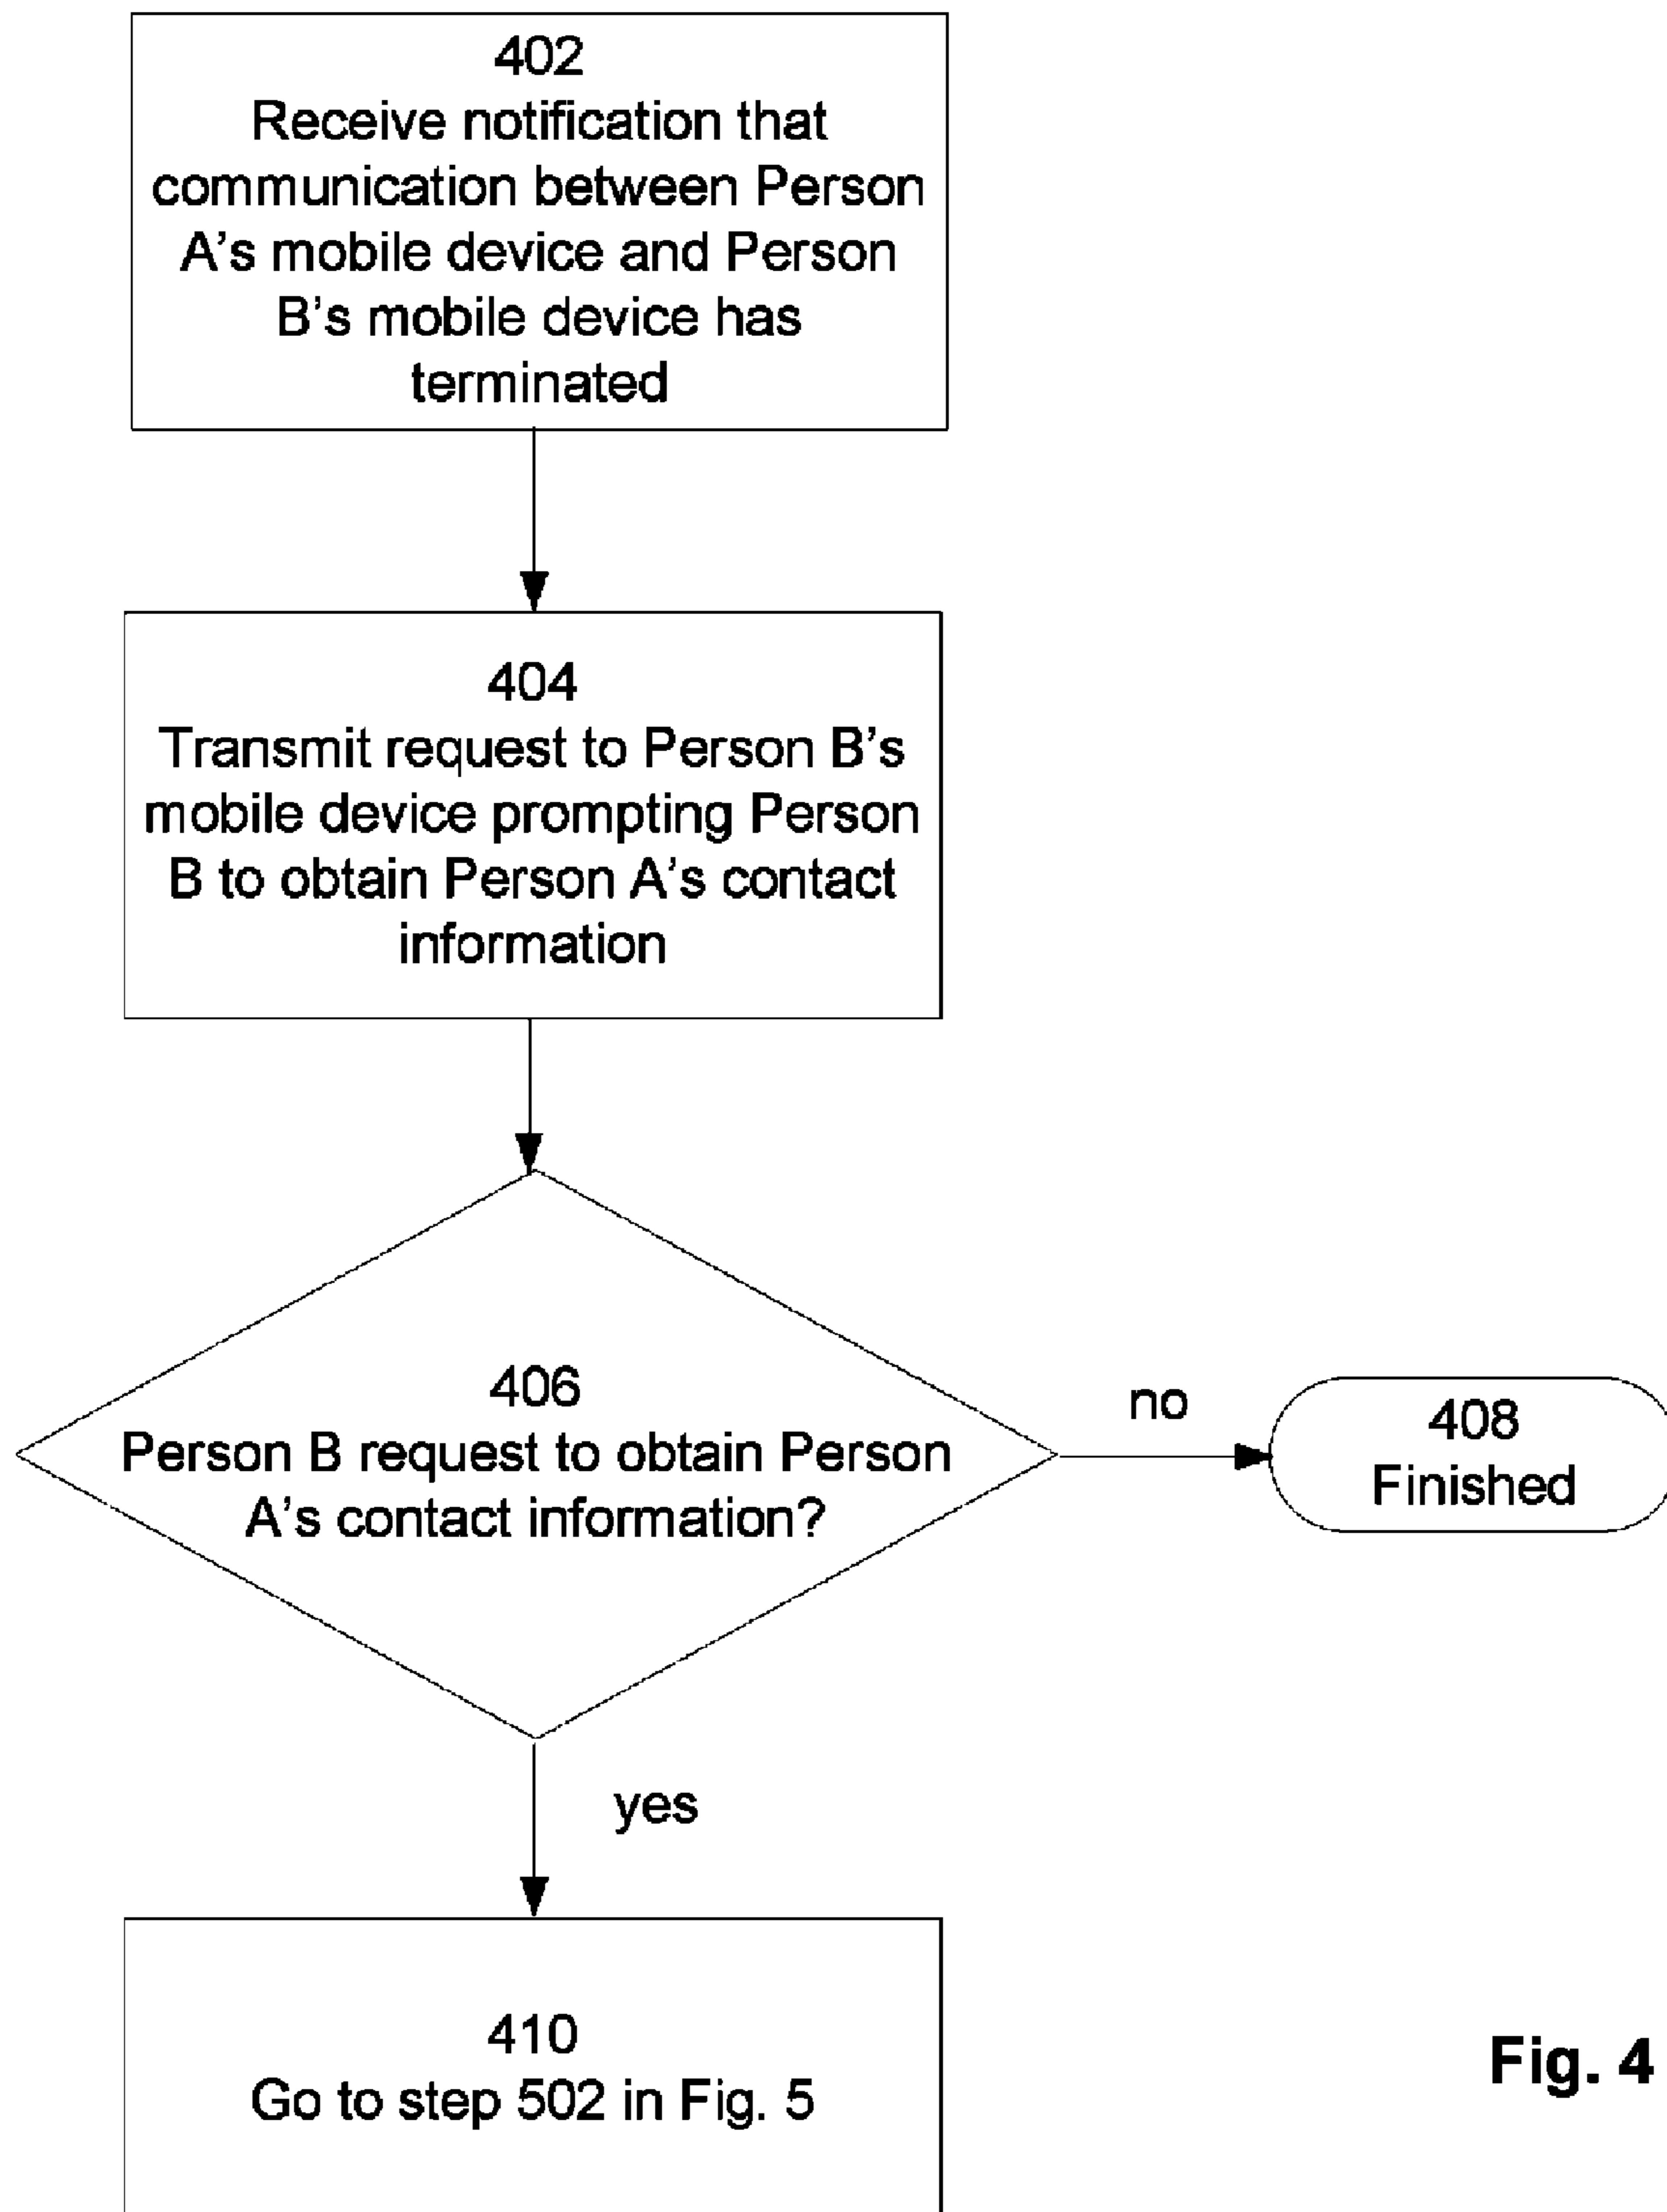 402
Receive notification that
communication between Person
A's mobile device and Person
B's mobile device has
terminated
404
Transmit request to Person B's
mobile device prompting Person
B to obtain Person A's contact
information
406
Person B request to obtain Person
A's contact information?
no
408
Finished
yes
410
Go to step 502 in Fig. 5
Fig. 4